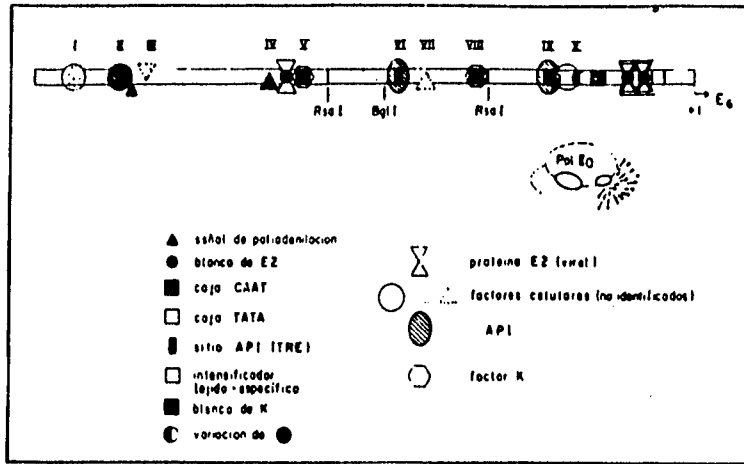 I II III IV V VI VII VIII IX X
Rsa I Bgl I Rsa I +1 E6
Pol II
señal de poliadenilacion
blanco de E2
caja CAAT
caja TATA
sitio AP1 (TRE)
intensificador
tejido-específico
blanco de K
variacion de
proteina E2 (viral)
factores celulares (no identificados)
AP1
factor K